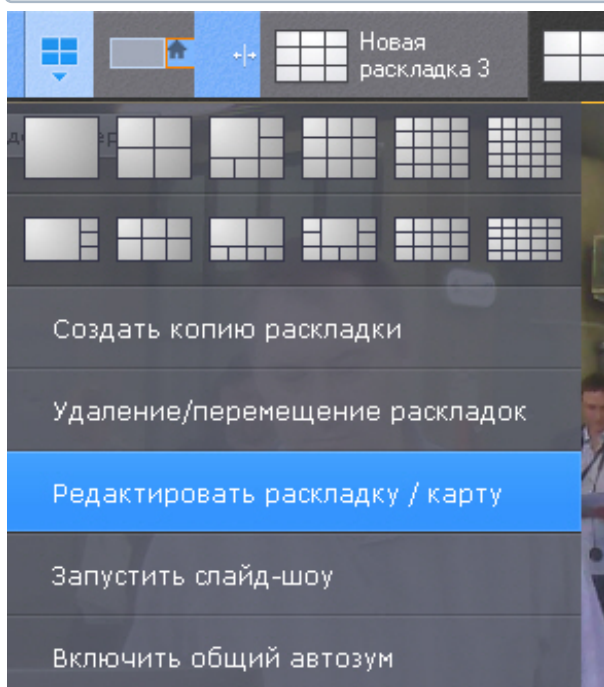 Новая
раскладка 3
Создать копию раскладки
Удаление/перемещение раскладок
Редактировать раскладку / карту
Запустить слайд-шоу
Включить общий автозум